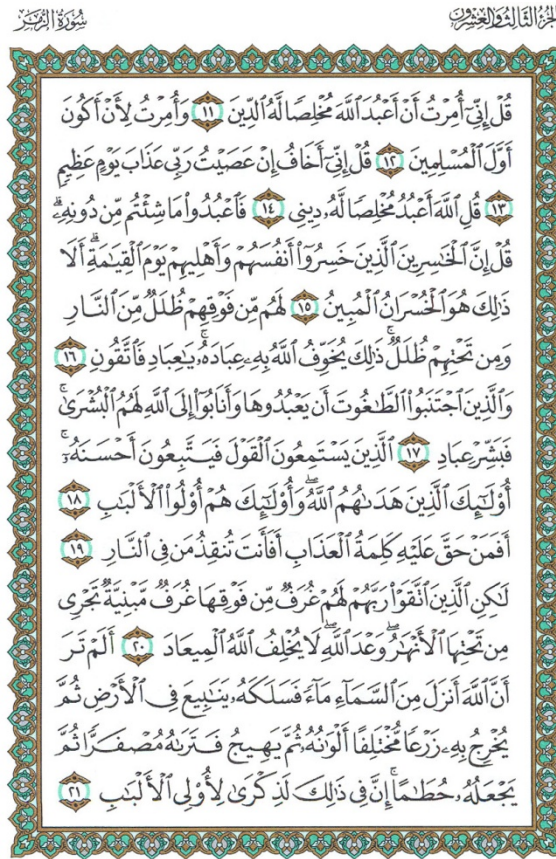 الجزء الثالث والعشرون
سورة الزمر
قُلْ إِنِّىٓ أُمِرْتُ أَنْ أَعْبُدَ ٱللَّهَ مُخْلِصًا لَّهُ ٱلدِّينَ ١١ وَأُمِرْتُ لِأَنْ أَكُونَ
أَوَّلَ ٱلْمُسْلِمِينَ ١٢ قُلْ إِنِّىٓ أَخَافُ إِنْ عَصَيْتُ رَبِّى عَذَابَ يَوْمٍ عَظِيمٍ
١٣ قُلِ ٱللَّهَ أَعْبُدُ مُخْلِصًا لَّهُۥ دِينِى ١٤ فَٱعْبُدُوا۟ مَا شِئْتُم مِّن دُونِهِۦ ۗ
قُلْ إِنَّ ٱلْخَٰسِرِينَ ٱلَّذِينَ خَسِرُوٓا۟ أَنفُسَهُمْ وَأَهْلِيهِمْ يَوْمَ ٱلْقِيَٰمَةِ ۗ أَلَا
ذَٰلِكَ هُوَ ٱلْخُسْرَانُ ٱلْمُبِينُ ١٥ لَهُم مِّن فَوْقِهِمْ ظُلَلٌ مِّنَ ٱلنَّارِ
وَمِن تَحْتِهِمْ ظُلَلٌ ۚ ذَٰلِكَ يُخَوِّفُ ٱللَّهُ بِهِۦ عِبَادَهُۥ ۚ يَٰعِبَادِ فَٱتَّقُونِ ١٦
وَٱلَّذِينَ ٱجْتَنَبُوا۟ ٱلطَّٰغُوتَ أَن يَعْبُدُوهَا وَأَنَابُوٓا۟ إِلَى ٱللَّهِ لَهُمُ ٱلْبُشْرَىٰ ۚ
فَبَشِّرْ عِبَادِ ١٧ ٱلَّذِينَ يَسْتَمِعُونَ ٱلْقَوْلَ فَيَتَّبِعُونَ أَحْسَنَهُۥٓ ۚ
أُو۟لَٰٓئِكَ ٱلَّذِينَ هَدَىٰهُمُ ٱللَّهُ ۖ وَأُو۟لَٰٓئِكَ هُمْ أُو۟لُوا۟ ٱلْأَلْبَٰبِ ١٨
أَفَمَنْ حَقَّ عَلَيْهِ كَلِمَةُ ٱلْعَذَابِ أَفَأَنتَ تُنقِذُ مَن فِى ٱلنَّارِ ١٩
لَٰكِنِ ٱلَّذِينَ ٱتَّقَوْا۟ رَبَّهُمْ لَهُمْ غُرَفٌ مِّن فَوْقِهَا غُرَفٌ مَّبْنِيَّةٌ تَجْرِى
مِن تَحْتِهَا ٱلْأَنْهَٰرُ ۖ وَعْدَ ٱللَّهِ ۖ لَا يُخْلِفُ ٱللَّهُ ٱلْمِيعَادَ ٢٠ أَلَمْ تَرَ
أَنَّ ٱللَّهَ أَنزَلَ مِنَ ٱلسَّمَآءِ مَآءً فَسَلَكَهُۥ يَنَٰبِيعَ فِى ٱلْأَرْضِ ثُمَّ
يُخْرِجُ بِهِۦ زَرْعًا مُّخْتَلِفًا أَلْوَٰنُهُۥ ثُمَّ يَهِيجُ فَتَرَىٰهُ مُصْفَرًّا ثُمَّ
يَجْعَلُهُۥ حُطَٰمًا ۚ إِنَّ فِى ذَٰلِكَ لَذِكْرَىٰ لِأُو۟لِى ٱلْأَلْبَٰبِ ٢١